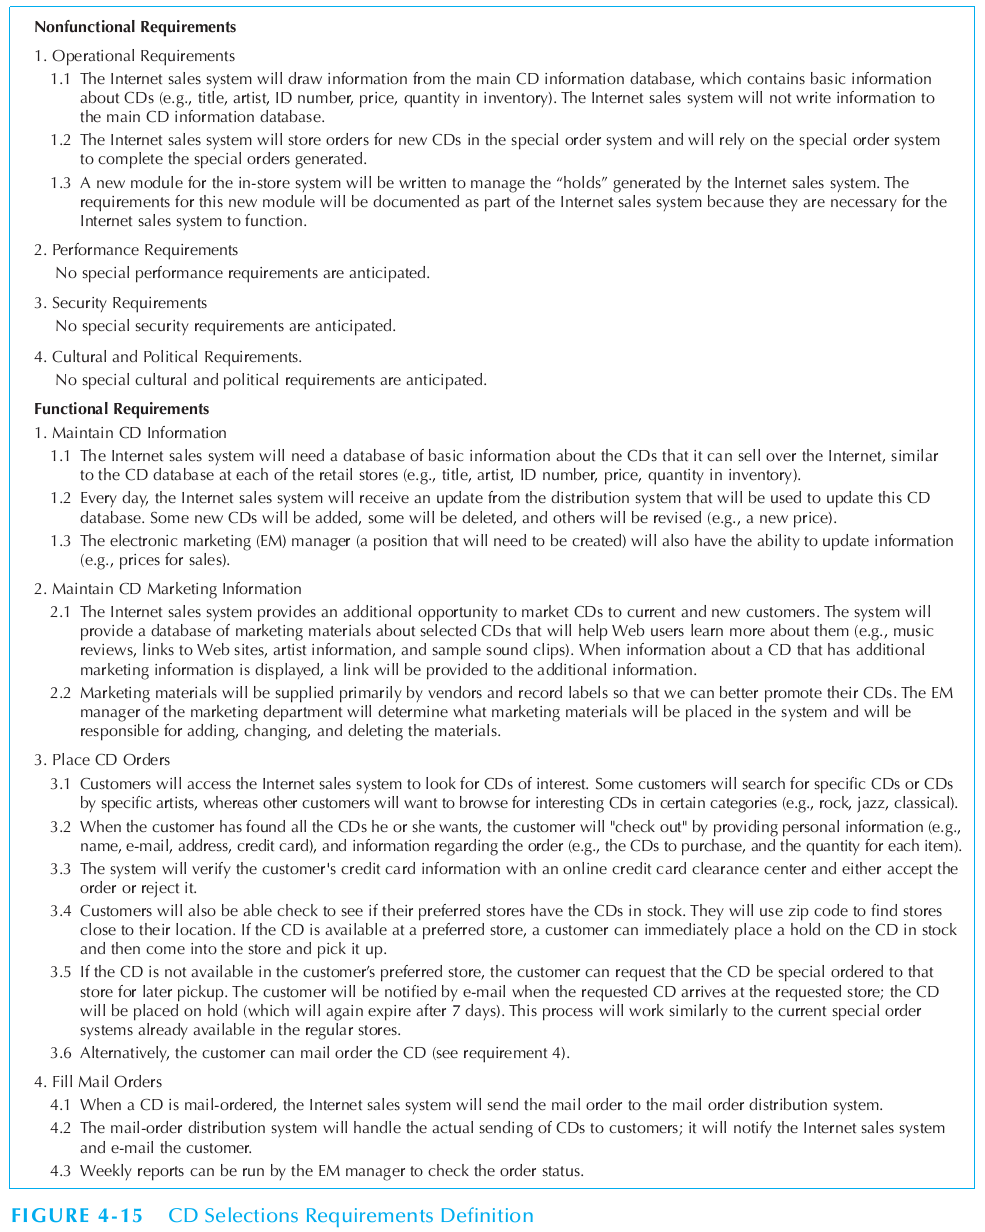 Nonfunctional Requirements
1. Operational Requirements
1.1 The Internet sales system will draw information from the main CD information database, which contains basic information
about CDs (e.g., title, artist, ID number, price, quantity in inventory). The Internet sales system will not write information to
the main CD information database.
1.2 The Internet sales system will store orders for new CDs in the special order system and will rely on the special order system
to complete the special orders generated.
1.3 A new module for the in-store system will be written to manage the “holds” generated by the Internet sales system. The
requirements for this new module will be documented as part of the Internet sales system because they are necessary for the
Internet sales system to function.
2. Performance Requirements
No special performance requirements are anticipated.
3. Security Requirements
No special security requirements are anticipated.
4. Cultural and Political Requirements.
No special cultural and political requirements are anticipated.
Functional Requirements
1. Maintain CD Information
1.1 The Internet sales system will need a database of basic information about the CDs that it can sell over the Internet, similar
to the CD database at each of the retail stores (e.g., title, artist, ID number, price, quantity in inventory).
1.2 Every day, the Internet sales system will receive an update from the distribution system that will be used to update this CD
database. Some new CDs will be added, some will be deleted, and others will be revised (e.g., a new price).
1.3 The electronic marketing (EM) manager (a position that will need to be created) will also have the ability to update information
(e.g., prices for sales).
2. Maintain CD Marketing Information
2.1 The Internet sales system provides an additional opportunity to market CDs to current and new customers. The system will
provide a database of marketing materials about selected CDs that will help Web users learn more about them (e.g., music
reviews, links to Web sites, artist information, and sample sound clips). When information about a CD that has additional
marketing information is displayed, a link will be provided to the additional information.
2.2 Marketing materials will be supplied primarily by vendors and record labels so that we can better promote their CDs. The EM
manager of the marketing department will determine what marketing materials will be placed in the system and will be
responsible for adding, changing, and deleting the materials.
3. Place CD Orders
3.1 Customers will access the Internet sales system to look for CDs of interest. Some customers will search for specific CDs or CDs
by specific artists, whereas other customers will want to browse for interesting CDs in certain categories (e.g., rock, jazz, classical).
3.2 When the customer has found all the CDs he or she wants, the customer will "check out" by providing personal information (e.g.,
name, e-mail, address, credit card), and information regarding the order (e.g., the CDs to purchase, and the quantity for each item).
3.3 The system will verify the customer's credit card information with an online credit card clearance center and either accept the
order or reject it.
3.4 Customers will also be able check to see if their preferred stores have the CDs in stock. They will use zip code to find stores
close to their location. If the CD is available at a preferred store, a customer can immediately place a hold on the CD in stock
and then come into the store and pick it up.
3.5 If the CD is not available in the customer’s preferred store, the customer can request that the CD be special ordered to that
store for later pickup. The customer will be notified by e-mail when the requested CD arrives at the requested store; the CD
will be placed on hold (which will again expire after 7 days). This process will work similarly to the current special order
systems already available in the regular stores.
3.6 Alternatively, the customer can mail order the CD (see requirement 4).
4. Fill Mail Orders
4.1 When a CD is mail-ordered, the Internet sales system will send the mail order to the mail order distribution system.
4.2 The mail-order distribution system will handle the actual sending of CDs to customers; it will notify the Internet sales system
and e-mail the customer.
4.3 Weekly reports can be run by the EM manager to check the order status.
FIGURE 4-15 CD Selections Requirements Definition